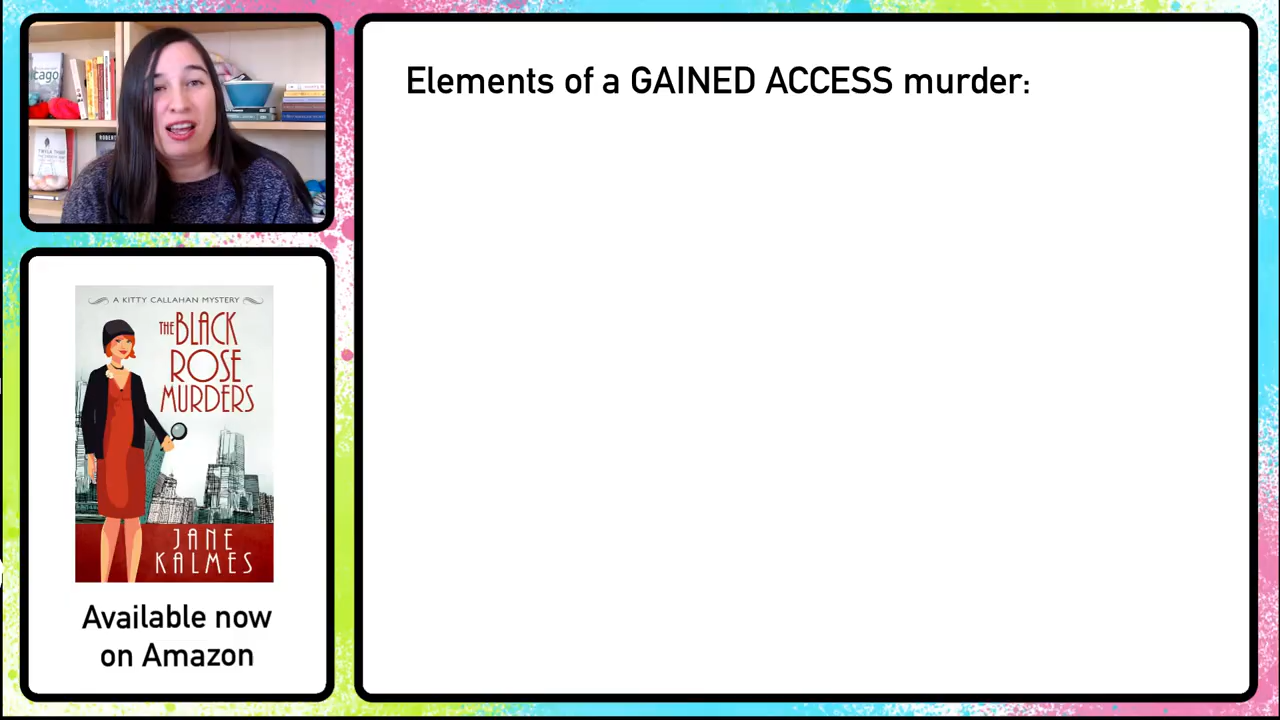 Elements of a GAINED ACCESS murder:
A KITTY CALLAHAN MYSTERY
THE BLACK
ROSE
MURDERS
JANE
KALMES
Available now
on Amazon